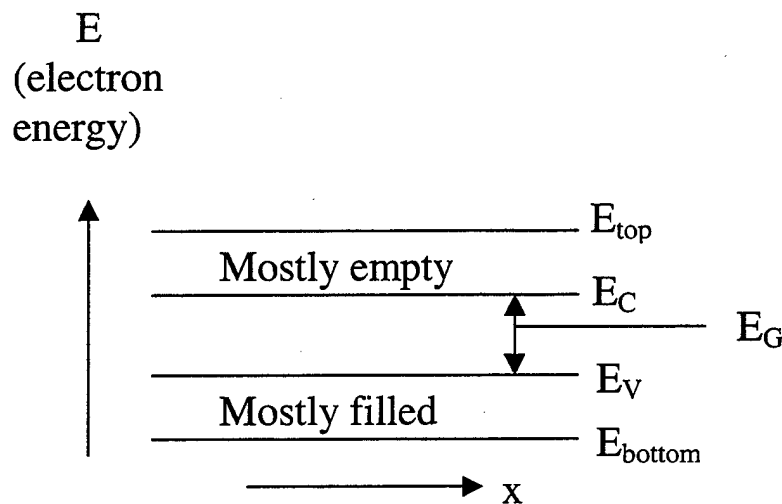 E
(electron
energy)
E_top
Mostly empty
E_C
E_G
E_V
Mostly filled
E_bottom
x